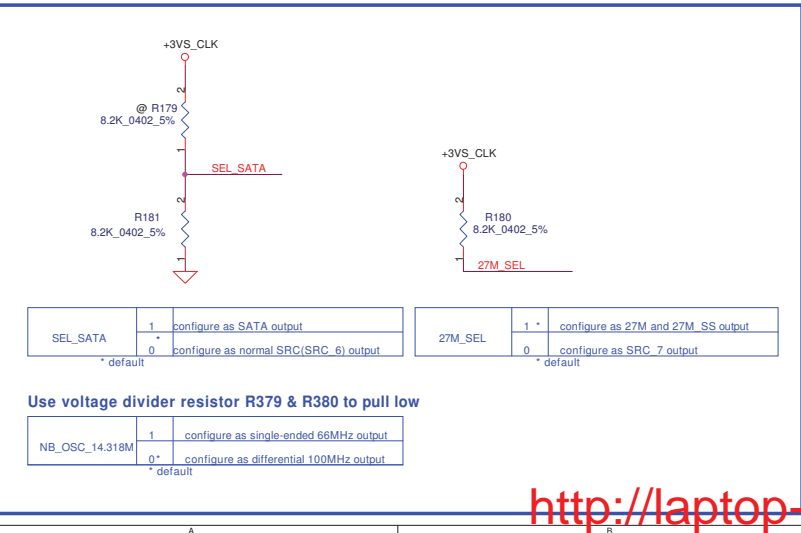 +3VS_CLK
2
@ R179
8.2K_0402_5%
1
SEL_SATA
2
R181
8.2K_0402_5%
1
+3VS_CLK
2
R180
8.2K_0402_5%
1
27M_SEL
SEL_SATA
1 configure as SATA output
*
0 configure as normal SRC(SRC_6) output
* default
27M_SEL
1 * configure as 27M and 27M_SS output
0 configure as SRC_7 output
* default
Use voltage divider resistor R379 & R380 to pull low
NB_OSC_14.318M
1 configure as single-ended 66MHz output
0* configure as differential 100MHz output
* default
http://laptop-
A
B